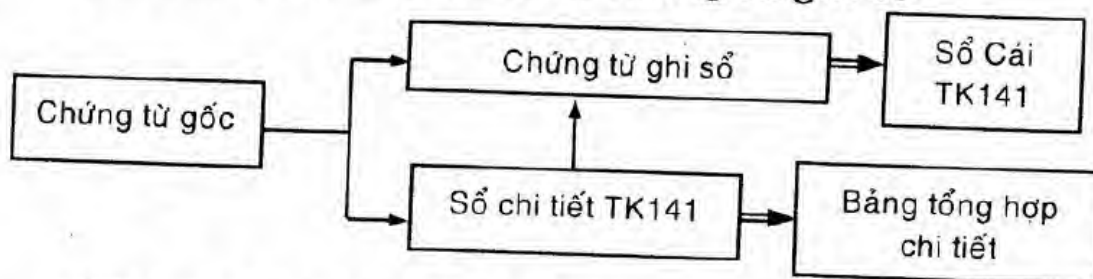 Chứng từ gốc
Chứng từ ghi sổ
Sổ Cái
TK141
Sổ chi tiết TK141
Bảng tổng hợp
chi tiết